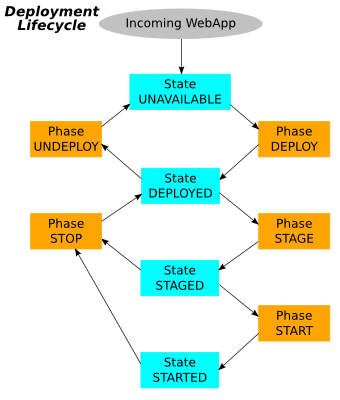 Deployment
Lifecycle
Incoming WebApp
State
UNAVAILABLE
Phase
UNDEPLOY
Phase
DEPLOY
State
DEPLOYED
Phase
STOP
Phase
STAGE
State
STAGED
Phase
START
State
STARTED